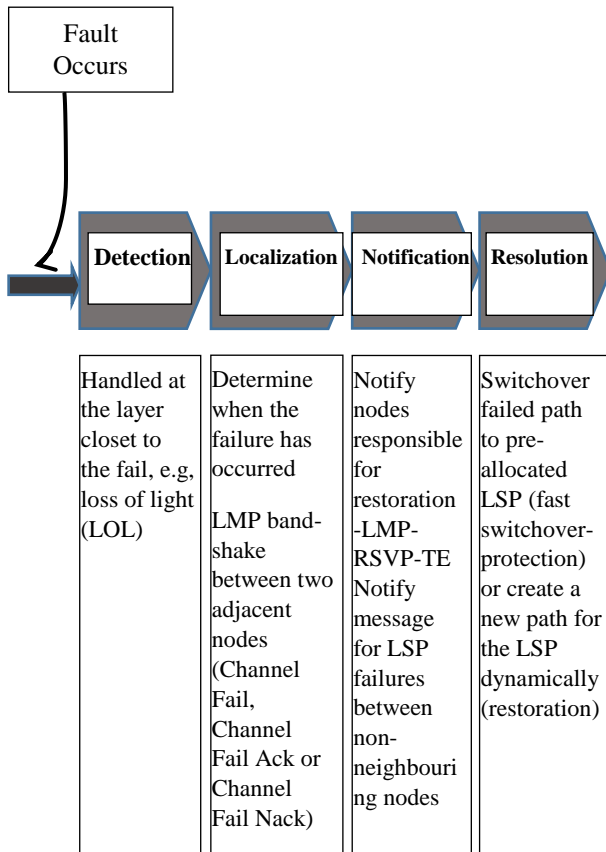 Fault
Occurs
Detection
Localization
Notification
Resolution
Handled at
the layer
closet to
the fail, e.g,
loss of light
(LOL)
Determine
when the
failure has
occurred
LMP band-
shake
between two
adjacent
nodes
(Channel
Fail,
Channel
Fail Ack or
Channel
Fail Nack)
Notify
nodes
responsible
for
restoration
-LMP-
RSVP-TE
Notify
message
for LSP
failures
between
non-
neighbouri
ng nodes
Switchover
failed path
to pre-
allocated
LSP (fast
switchover-
protection)
or create a
new path for
the LSP
dynamically
(restoration)